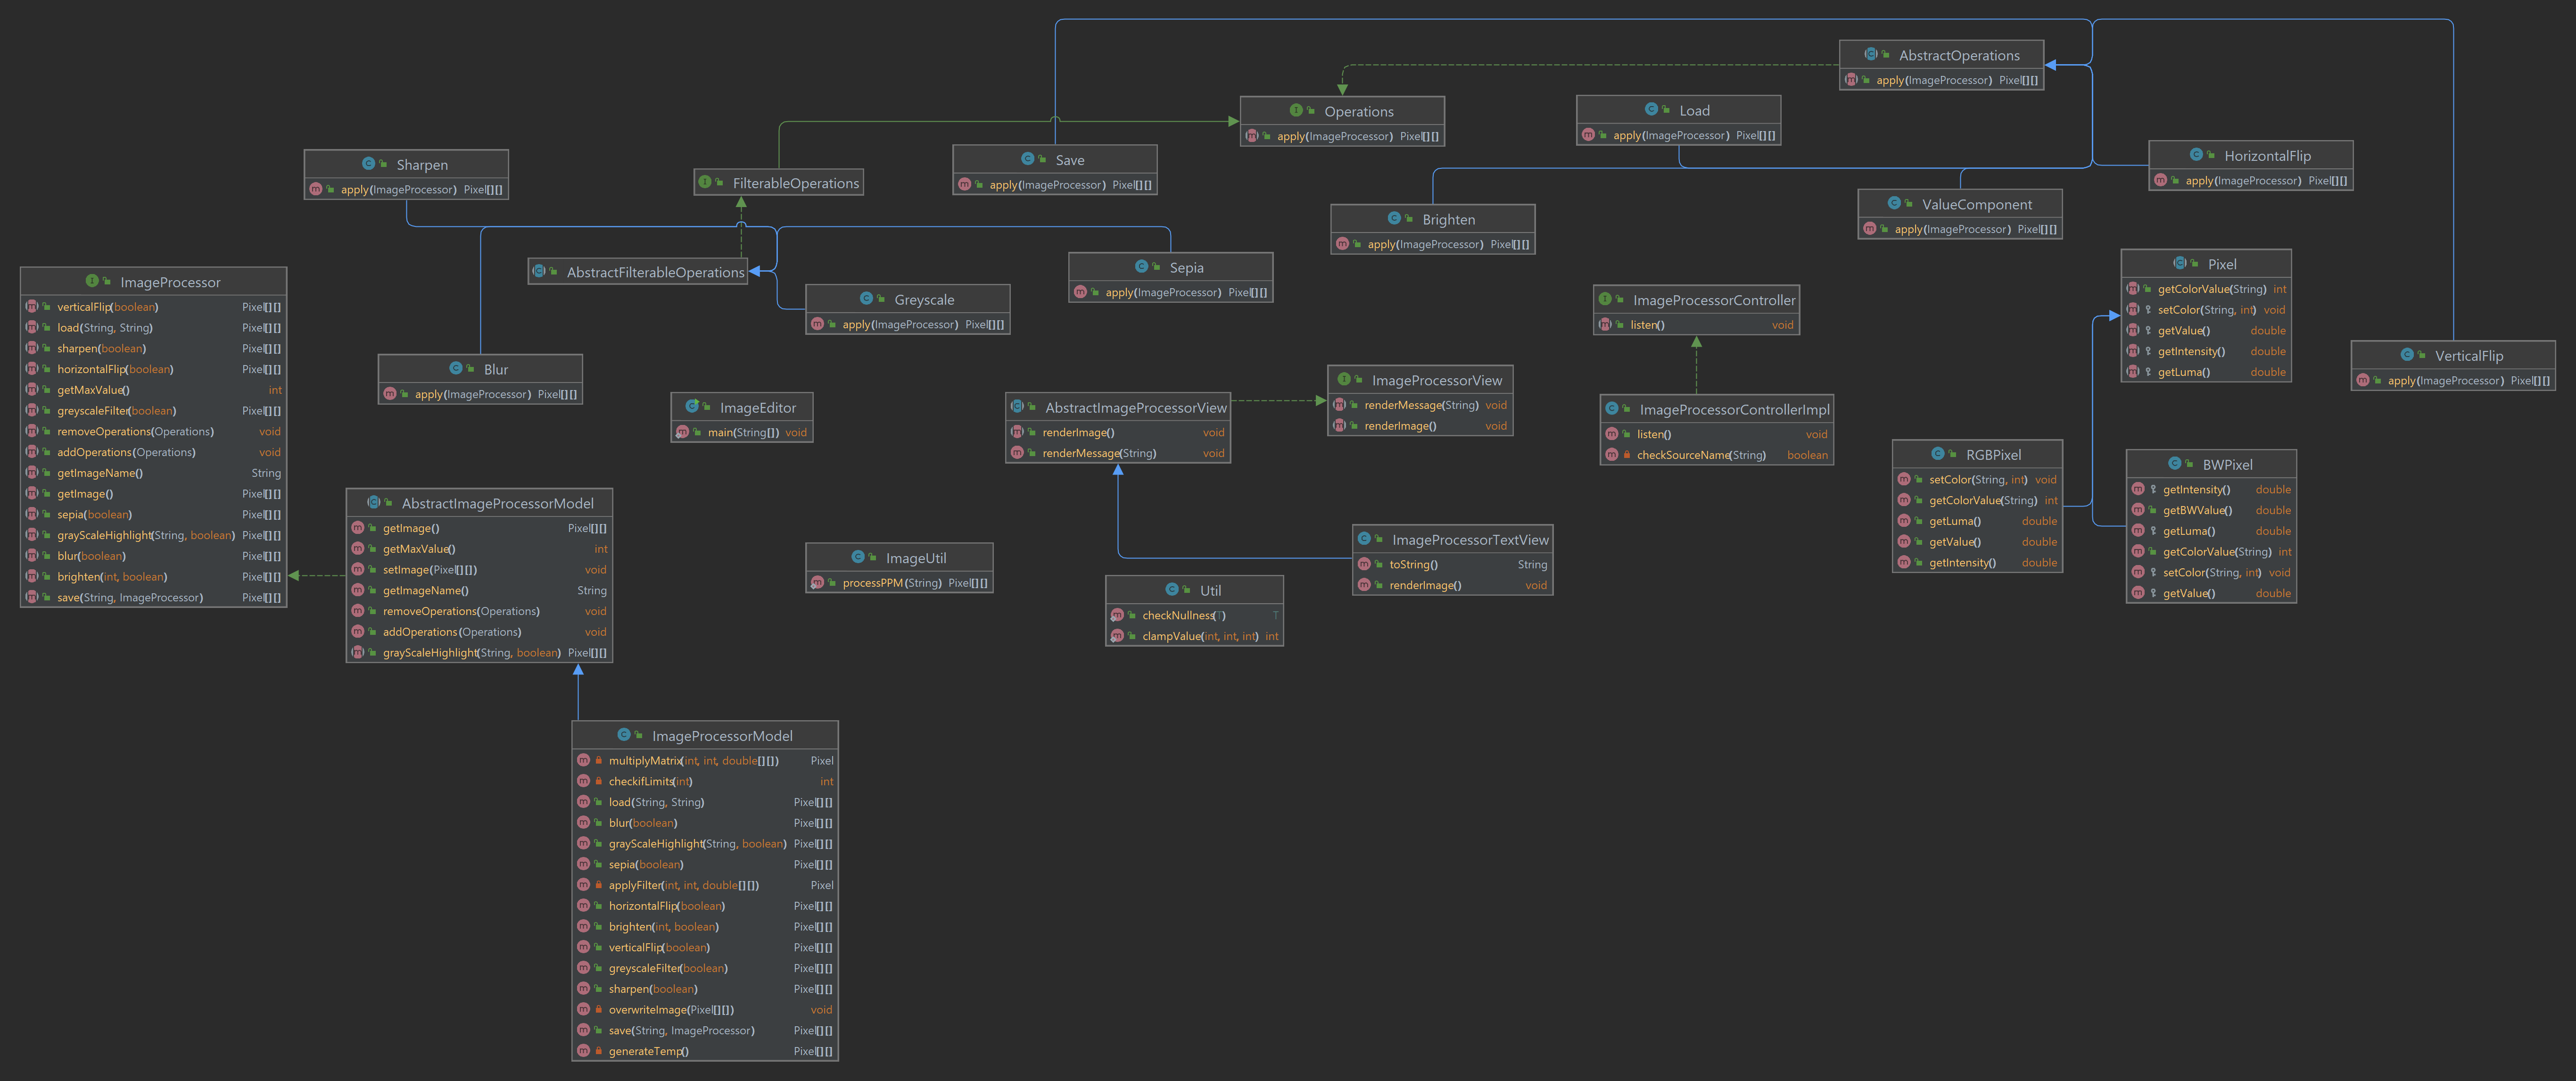 AbstractOperations
apply(ImageProcessor) Pixel[][]
Operations
apply(ImageProcessor) Pixel[][]
Load
apply(ImageProcessor) Pixel[][]
Sharpen
apply(ImageProcessor) Pixel[][]
FilterableOperations
Save
apply(ImageProcessor) Pixel[][]
HorizontalFlip
apply(ImageProcessor) Pixel[][]
Brighten
apply(ImageProcessor) Pixel[][]
ValueComponent
apply(ImageProcessor) Pixel[][]
AbstractFilterableOperations
Sepia
apply(ImageProcessor) Pixel[][]
Greyscale
apply(ImageProcessor) Pixel[][]
ImageProcessor
verticalFlip(boolean) Pixel[][]
load(String, String) Pixel[][]
sharpen(boolean) Pixel[][]
horizontalFlip(boolean) Pixel[][]
getMaxValue() int
greyscaleFilter(boolean) Pixel[][]
removeOperations(Operations) void
addOperations(Operations) void
getImageName() String
getImage() Pixel[][]
sepia(boolean) Pixel[][]
grayScaleHighlight(String, boolean) Pixel[][]
blur(boolean) Pixel[][]
brighten(int, boolean) Pixel[][]
save(String, ImageProcessor) Pixel[][]
Blur
apply(ImageProcessor) Pixel[][]
ImageEditor
main(String[]) void
AbstractImageProcessorView
renderImage() void
renderMessage(String) void
ImageProcessorView
renderMessage(String) void
renderImage() void
ImageProcessorController
listen() void
ImageProcessorControllerImpl
listen() void
checkSourceName(String) boolean
Pixel
getColorValue(String) int
setColor(String, int) void
getValue() double
getIntensity() double
getLuma() double
VerticalFlip
apply(ImageProcessor) Pixel[][]
RGBPixel
setColor(String, int) void
getColorValue(String) int
getLuma() double
getValue() double
getIntensity() double
BWPixel
getIntensity() double
getBWValue() double
getLuma() double
getColorValue(String) int
setColor(String, int) void
getValue() double
AbstractImageProcessorModel
getImage() Pixel[][]
getMaxValue() int
setImage(Pixel[][]) void
getImageName() String
removeOperations(Operations) void
addOperations(Operations) void
grayScaleHighlight(String, boolean) Pixel[][]
ImageUtil
processPPM(String) Pixel[][]
ImageProcessorTextView
toString() String
renderImage() void
Util
checkNullness(T) T
clampValue(int, int, int) int
ImageProcessorModel
multiplyMatrix(int, int, double[][]) Pixel
checkifLimits(int) int
load(String, String) Pixel[][]
blur(boolean) Pixel[][]
grayScaleHighlight(String, boolean) Pixel[][]
sepia(boolean) Pixel[][]
applyFilter(int, int, double[][]) Pixel
horizontalFlip(boolean) Pixel[][]
brighten(int, boolean) Pixel[][]
verticalFlip(boolean) Pixel[][]
greyscaleFilter(boolean) Pixel[][]
sharpen(boolean) Pixel[][]
overwriteImage(Pixel[][]) void
save(String, ImageProcessor) Pixel[][]
generateTemp() Pixel[][]